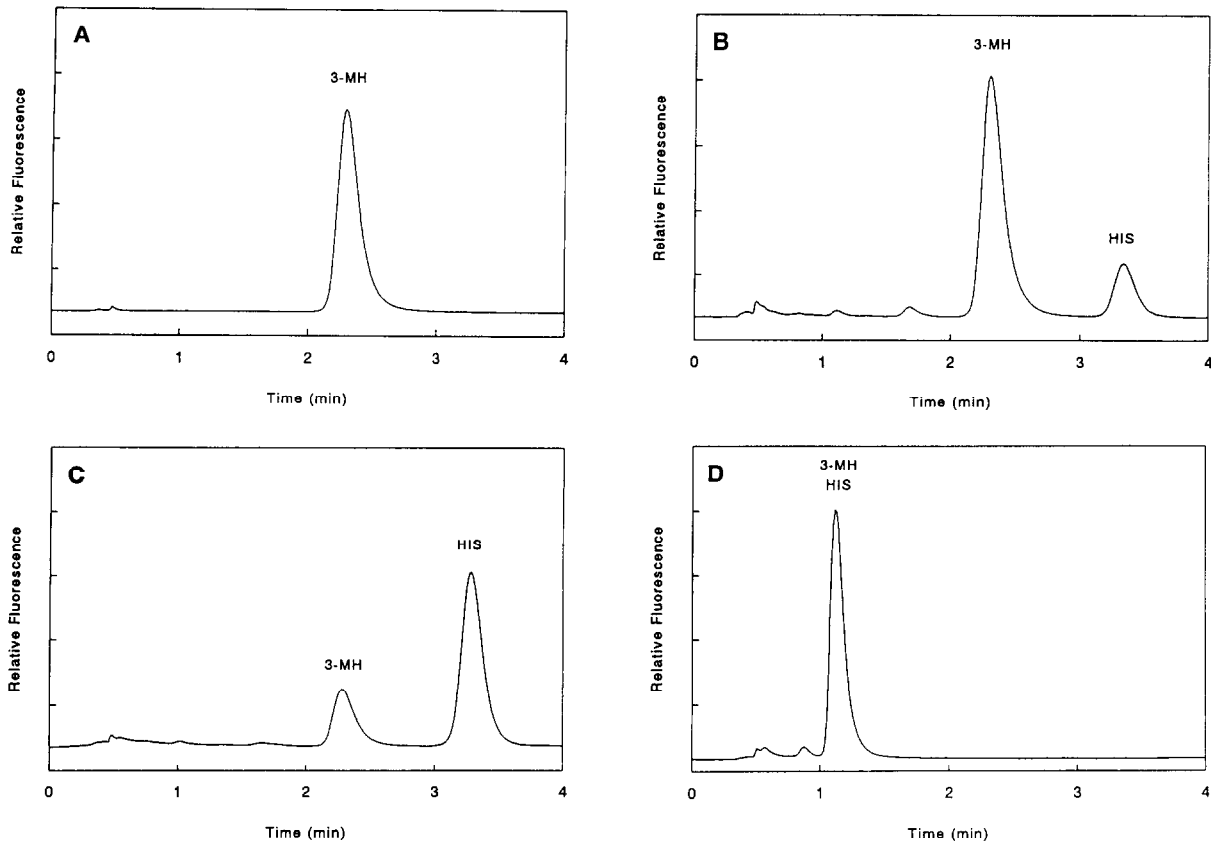 A
3-MH
Relative Fluorescence
0 1 2 3 4
Time (min)
B
3-MH
HIS
Relative Fluorescence
0 1 2 3 4
Time (min)
C
HIS
3-MH
Relative Fluorescence
0 1 2 3 4
Time (min)
D
3-MH
HIS
Relative Fluorescence
0 1 2 3 4
Time (min)